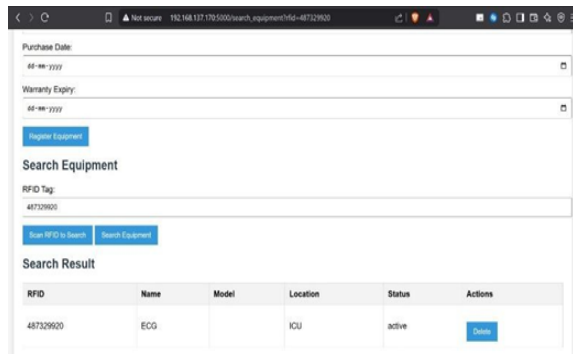 Not secure 192.168.137.170:5000/search_equipment?rfid=487329920
Purchase Date:
dd-mm-yyyy
Warranty Expiry:
dd-mm-yyyy
Register Equipment
Search Equipment
RFID Tag:
487329920
Scan RFID to Search Search Equipment
Search Result
RFID Name Model Location Status Actions
487329920 ECG ICU active Delete